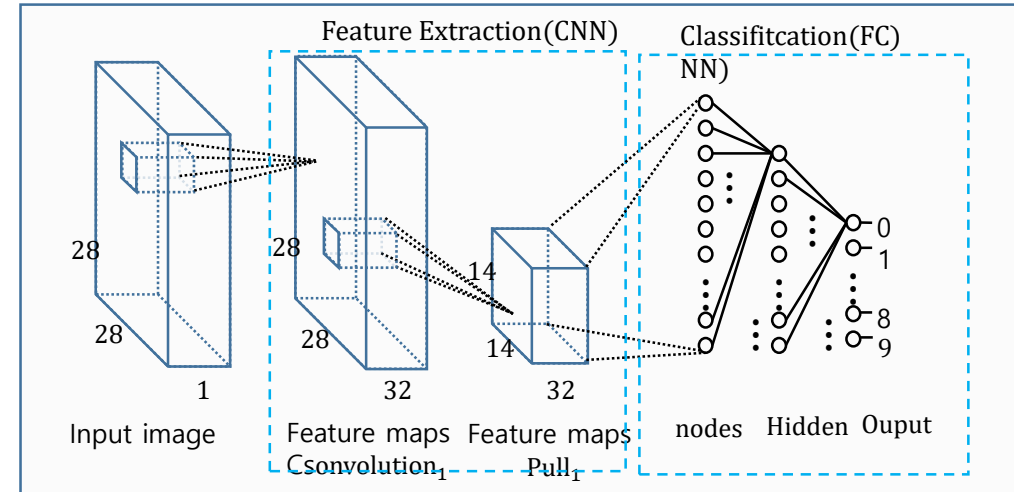 Feature Extraction(CNN)
Classifitcation(FC)
NN)
28
28
1
28
28
32
14
14
32
0
1
8
9
Input image
Feature maps
Csonvolution₁
Feature maps
Pull₁
nodes
Hidden
Ouput